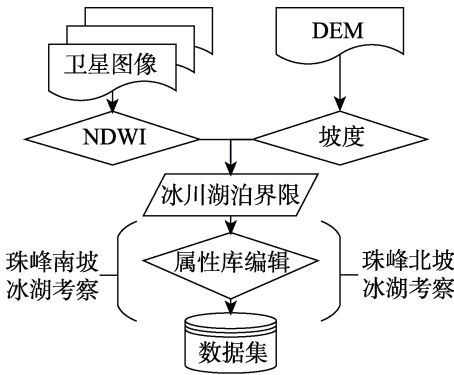 卫星图像
DEM
NDWI
坡度
冰川湖泊界限
珠峰南坡
冰湖考察
属性库编辑
珠峰北坡
冰湖考察
数据集